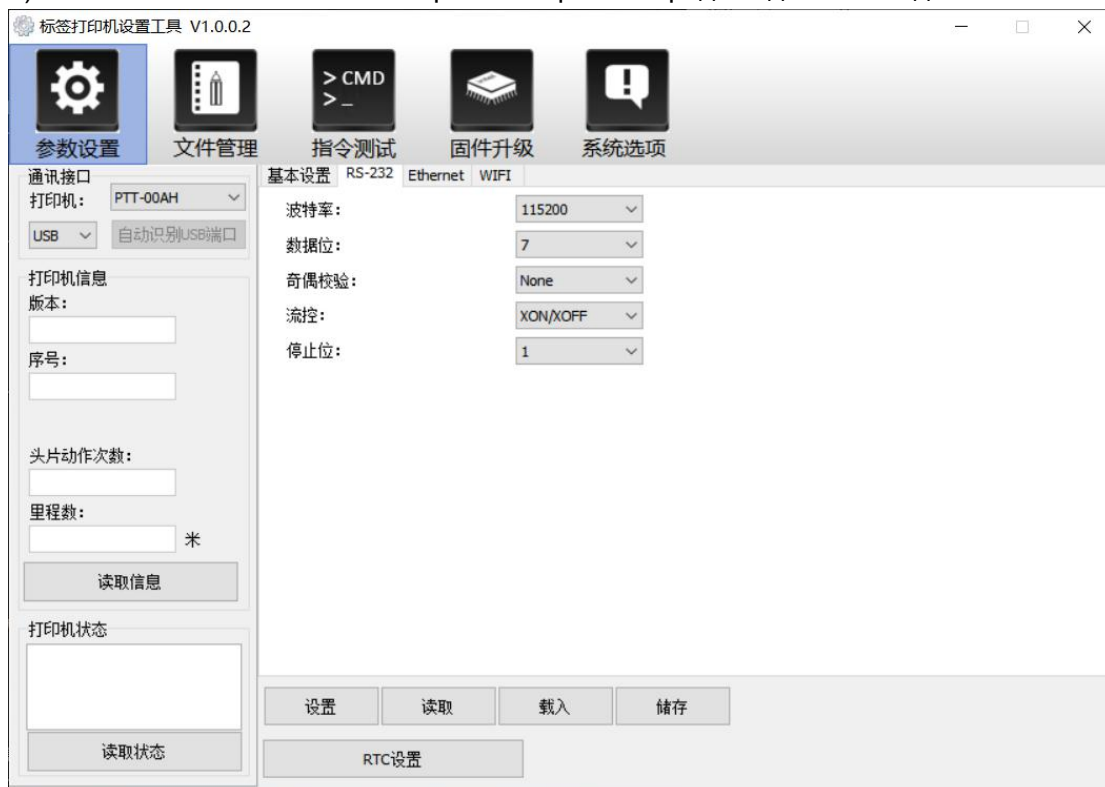 标签打印机设置工具 V1.0.0.2
参数设置
文件管理
> CMD
>_
指令测试
固件升级
系统选项
通讯接口
打印机： PTT-00AH
USB 自动识别USB端口
打印机信息
版本：
序号：
头片动作次数：
里程数：
米
读取信息
打印机状态
读取状态
基本设置 RS-232 Ethernet WIFI
波特率： 115200
数据位： 7
奇偶校验： None
流控： XON/XOFF
停止位： 1
设置 读取 载入 储存
RTC设置